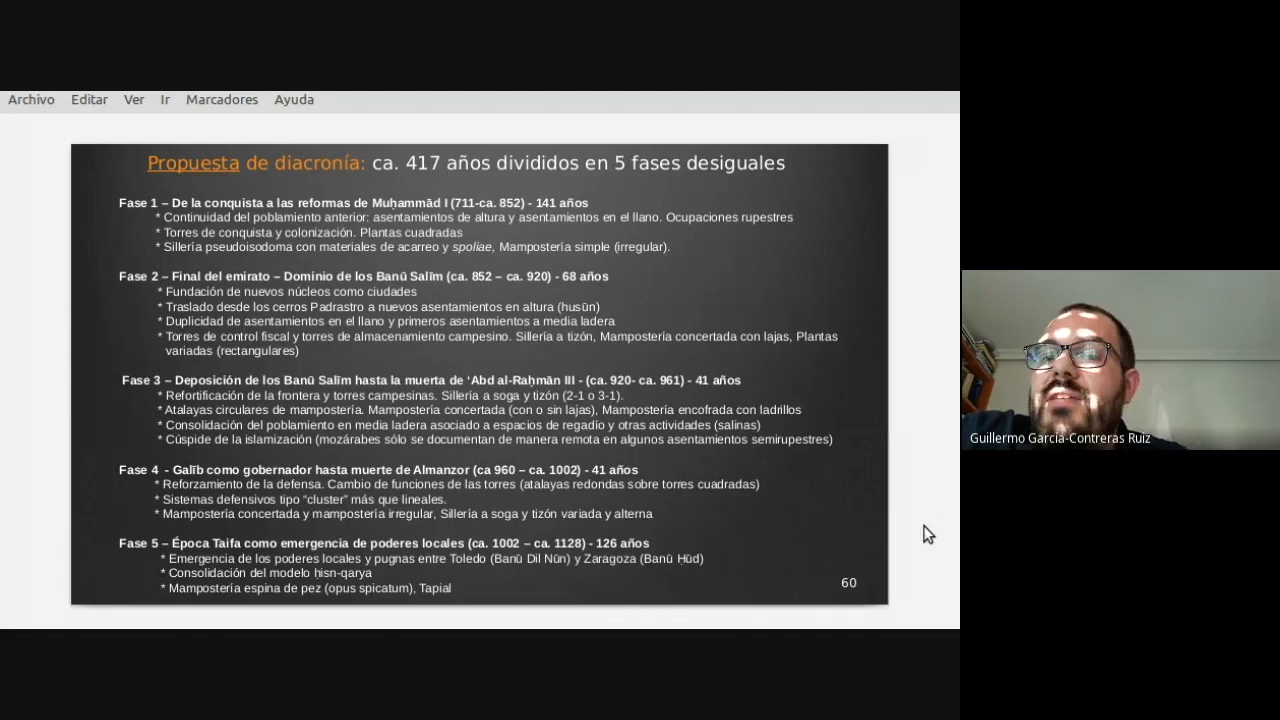 Archivo Editar Ver Ir Marcadores Ayuda
Propuesta de diacronía: ca. 417 años divididos en 5 fases desiguales
Fase 1 – De la conquista a las reformas de Muḥammād I (711-ca. 852) - 141 años
* Continuidad del poblamiento anterior: asentamientos de altura y asentamientos en el llano. Ocupaciones rupestres
* Torres de conquista y colonización. Plantas cuadradas
* Sillería pseudoisodoma con materiales de acarreo y spoliae, Mampostería simple (irregular).
Fase 2 – Final del emirato – Dominio de los Banū Salīm (ca. 852 – ca. 920) - 68 años
* Fundación de nuevos núcleos como ciudades
* Traslado desde los cerros Padrastro a nuevos asentamientos en altura (husūn)
* Duplicidad de asentamientos en el llano y primeros asentamientos a media ladera
* Torres de control fiscal y torres de almacenamiento campesino. Sillería a tizón, Mampostería concertada con lajas, Plantas
variadas (rectangulares)
Fase 3 – Deposición de los Banū Salīm hasta la muerte de ‘Abd al-Raḥmān III - (ca. 920- ca. 961) - 41 años
* Refortificación de la frontera y torres campesinas. Sillería a soga y tizón (2-1 o 3-1).
* Atalayas circulares de mampostería. Mampostería concertada (con o sin lajas), Mampostería encofrada con ladrillos
* Consolidación del poblamiento en media ladera asociado a espacios de regadío y otras actividades (salinas)
* Cúspide de la islamización (mozárabes sólo se documentan de manera remota en algunos asentamientos semirupestres)
Fase 4 - Galīb como gobernador hasta muerte de Almanzor (ca 960 – ca. 1002) - 41 años
* Reforzamiento de la defensa. Cambio de funciones de las torres (atalayas redondas sobre torres cuadradas)
* Sistemas defensivos tipo “cluster” más que lineales.
* Mampostería concertada y mampostería irregular, Sillería a soga y tizón variada y alterna
Fase 5 – Época Taifa como emergencia de poderes locales (ca. 1002 – ca. 1128) - 126 años
* Emergencia de los poderes locales y pugnas entre Toledo (Banū Dil Nūn) y Zaragoza (Banū Ḥūd)
* Consolidación del modelo ḥisn-qarya
* Mampostería espina de pez (opus spicatum), Tapial
60
Guillermo García-Contreras Ruiz